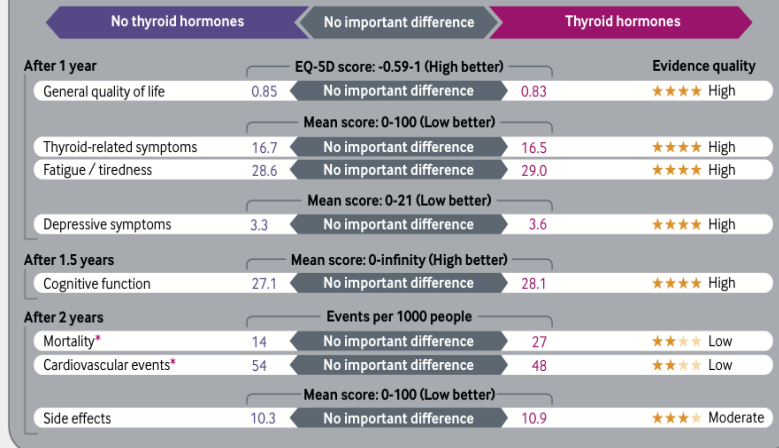 No thyroid hormones No important difference Thyroid hormones
After 1 year EQ-5D score: -0.59-1 (High better) Evidence quality
General quality of life 0.85 No important difference 0.83 ★★★★ High
Mean score: 0-100 (Low better)
Thyroid-related symptoms 16.7 No important difference 16.5 ★★★★ High
Fatigue / tiredness 28.6 No important difference 29.0 ★★★★ High
Mean score: 0-21 (Low better)
Depressive symptoms 3.3 No important difference 3.6 ★★★★ High
After 1.5 years Mean score: 0-infinity (High better)
Cognitive function 27.1 No important difference 28.1 ★★★★ High
After 2 years Events per 1000 people
Mortality* 14 No important difference 27 ★★★★ Low
Cardiovascular events* 54 No important difference 48 ★★★★ Low
Mean score: 0-100 (Low better)
Side effects 10.3 No important difference 10.9 ★★★★ Moderate